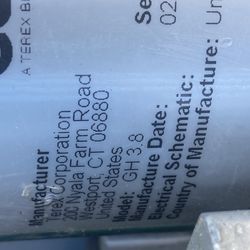 A TEREX B
Manufacturer
Terex Corporation
200 Nyala Farm Road
Westport, CT 06880
United States
Model: GH 3.8
Manufacture Date:
Electrical Schematic:
Country of Manufacture: Un
Se
02